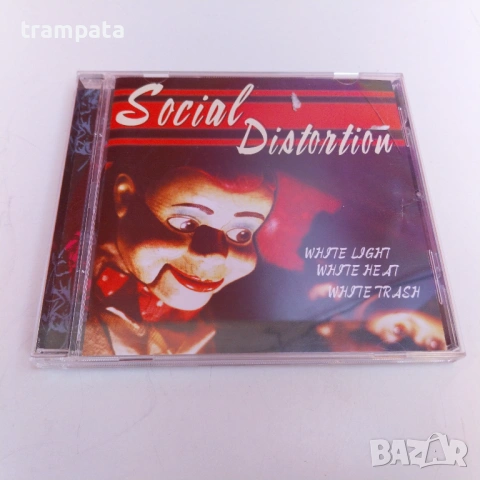 trampata
Social
Distortion
WHITE LIGHT
WHITE HEAT
WHITE TRASH
BAZAR